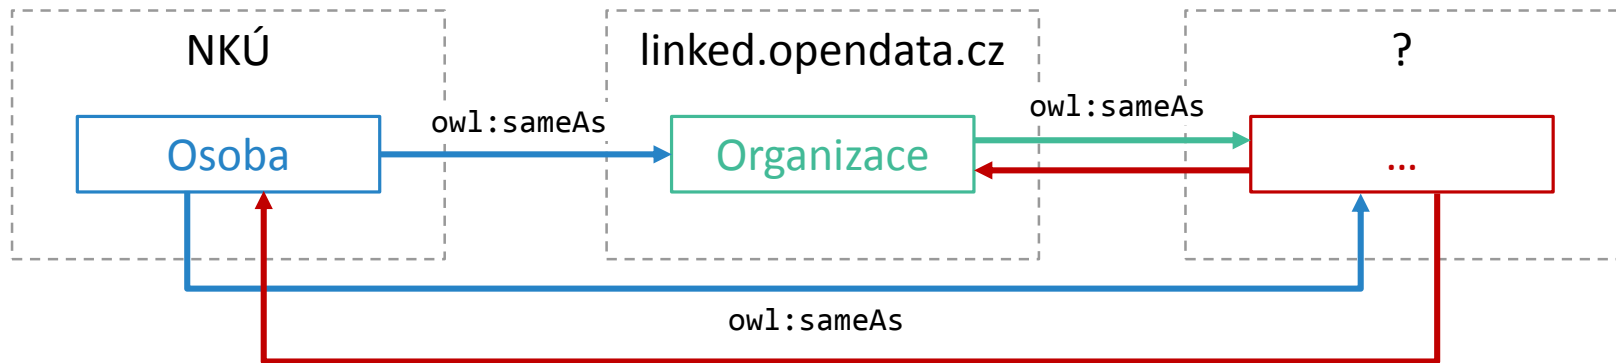 NKÚ
linked.opendata.cz
?
owl:sameAs
owl:sameAs
Osoba
Organizace
...
owl:sameAs